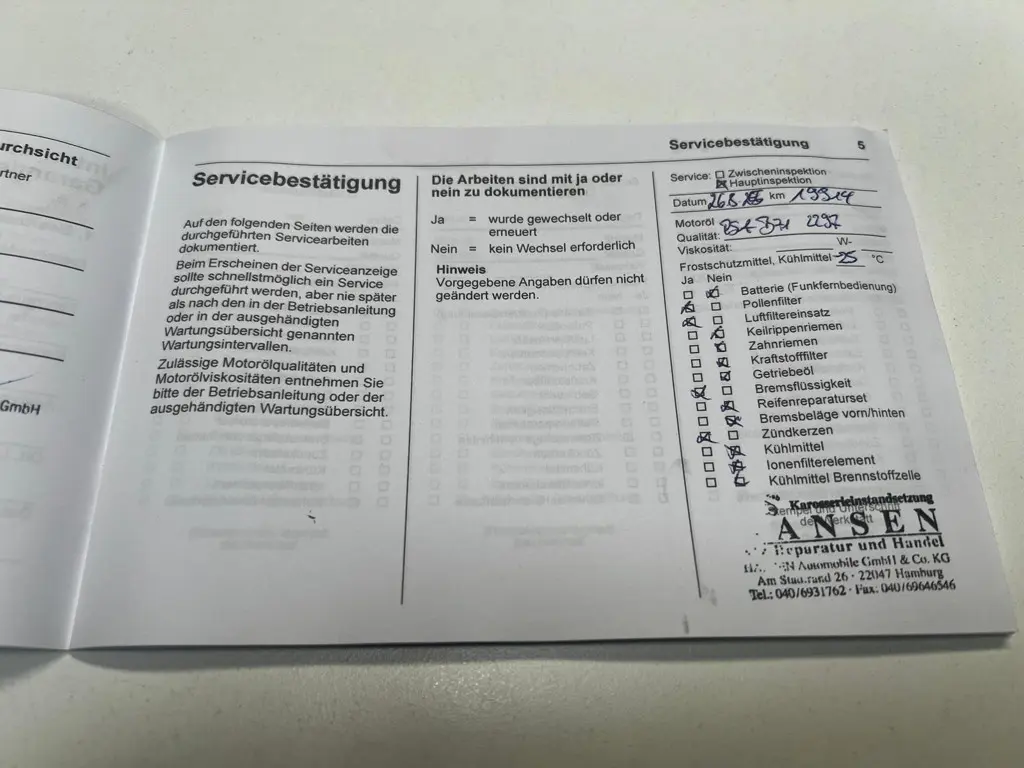 urchsicht
rtner
GmbH
Servicebestätigung
Auf den folgenden Seiten werden die
durchgeführten Servicearbeiten
dokumentiert.
Beim Erscheinen der Serviceanzeige
sollte schnellstmöglich ein Service
durchgeführt werden, aber nie später
als nach den in der Betriebsanleitung
oder in der ausgehändigten
Wartungsübersicht genannten
Wartungsintervallen.
Zulässige Motorölqualitäten und
Motorölviskositäten entnehmen Sie
bitte der Betriebsanleitung oder der
ausgehändigten Wartungsübersicht.
Die Arbeiten sind mit ja oder
nein zu dokumentieren
Ja = wurde gewechselt oder
erneuert
Nein = kein Wechsel erforderlich
Hinweis
Vorgegebene Angaben dürfen nicht
geändert werden.
Servicebestätigung 5
Service: Zwischeninspektion
Hauptinspektion
Datum km
Motoröl
Qualität:
Viskosität: W-
Frostschutzmittel, Kühlmittel -25 °C
Ja Nein
Batterie (Funkfernbedienung)
Pollenfilter
Luftfiltereinsatz
Keilrippenriemen
Zahnriemen
Kraftstofffilter
Getriebeöl
Bremsflüssigkeit
Reifenreparaturset
Bremsbeläge vorn/hinten
Zündkerzen
Kühlmittel
Ionenfilterelement
Kühlmittel Brennstoffzelle
Karosserieinstandsetzung
Stempel und Unterschrift
der Werkstatt
ANSEN
Reparatur und Handel
Automobile GmbH & Co. KG
Am Stadtrand 26 · 22047 Hamburg
Tel.: 040/6931762 · Fax: 040/69646546